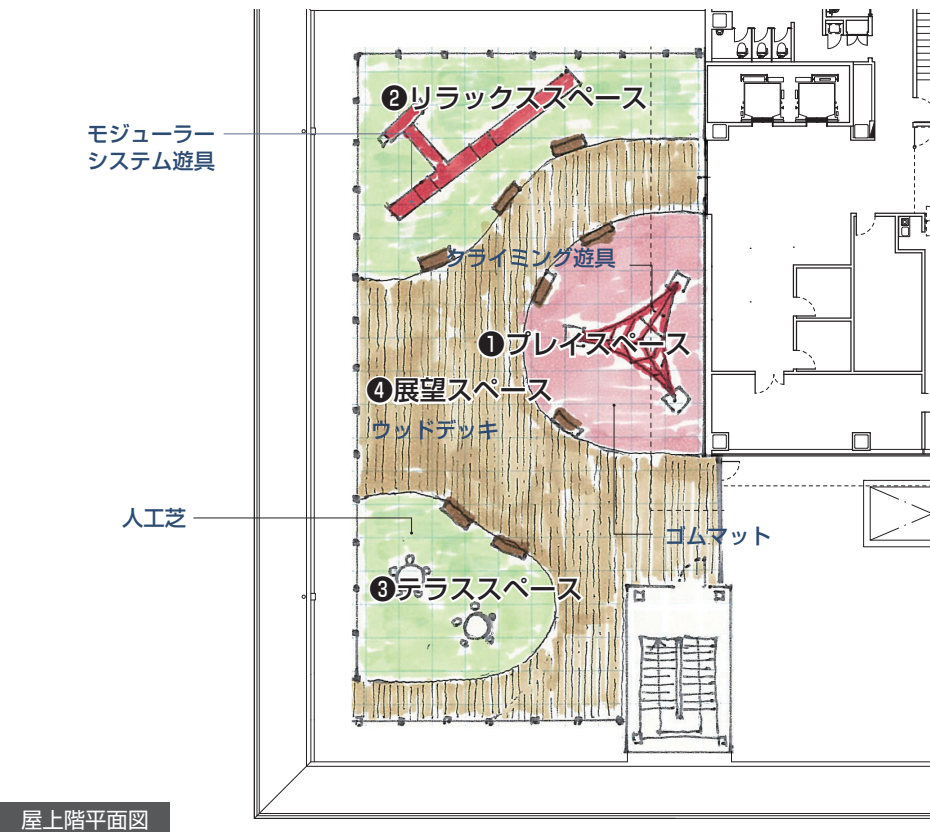 ❷リラックススペース
モジューラー
システム遊具
クライミング遊具
❶プレイスペース
❹展望スペース
ウッドデッキ
人工芝
ゴムマット
❸テラススペース
屋上階平面図